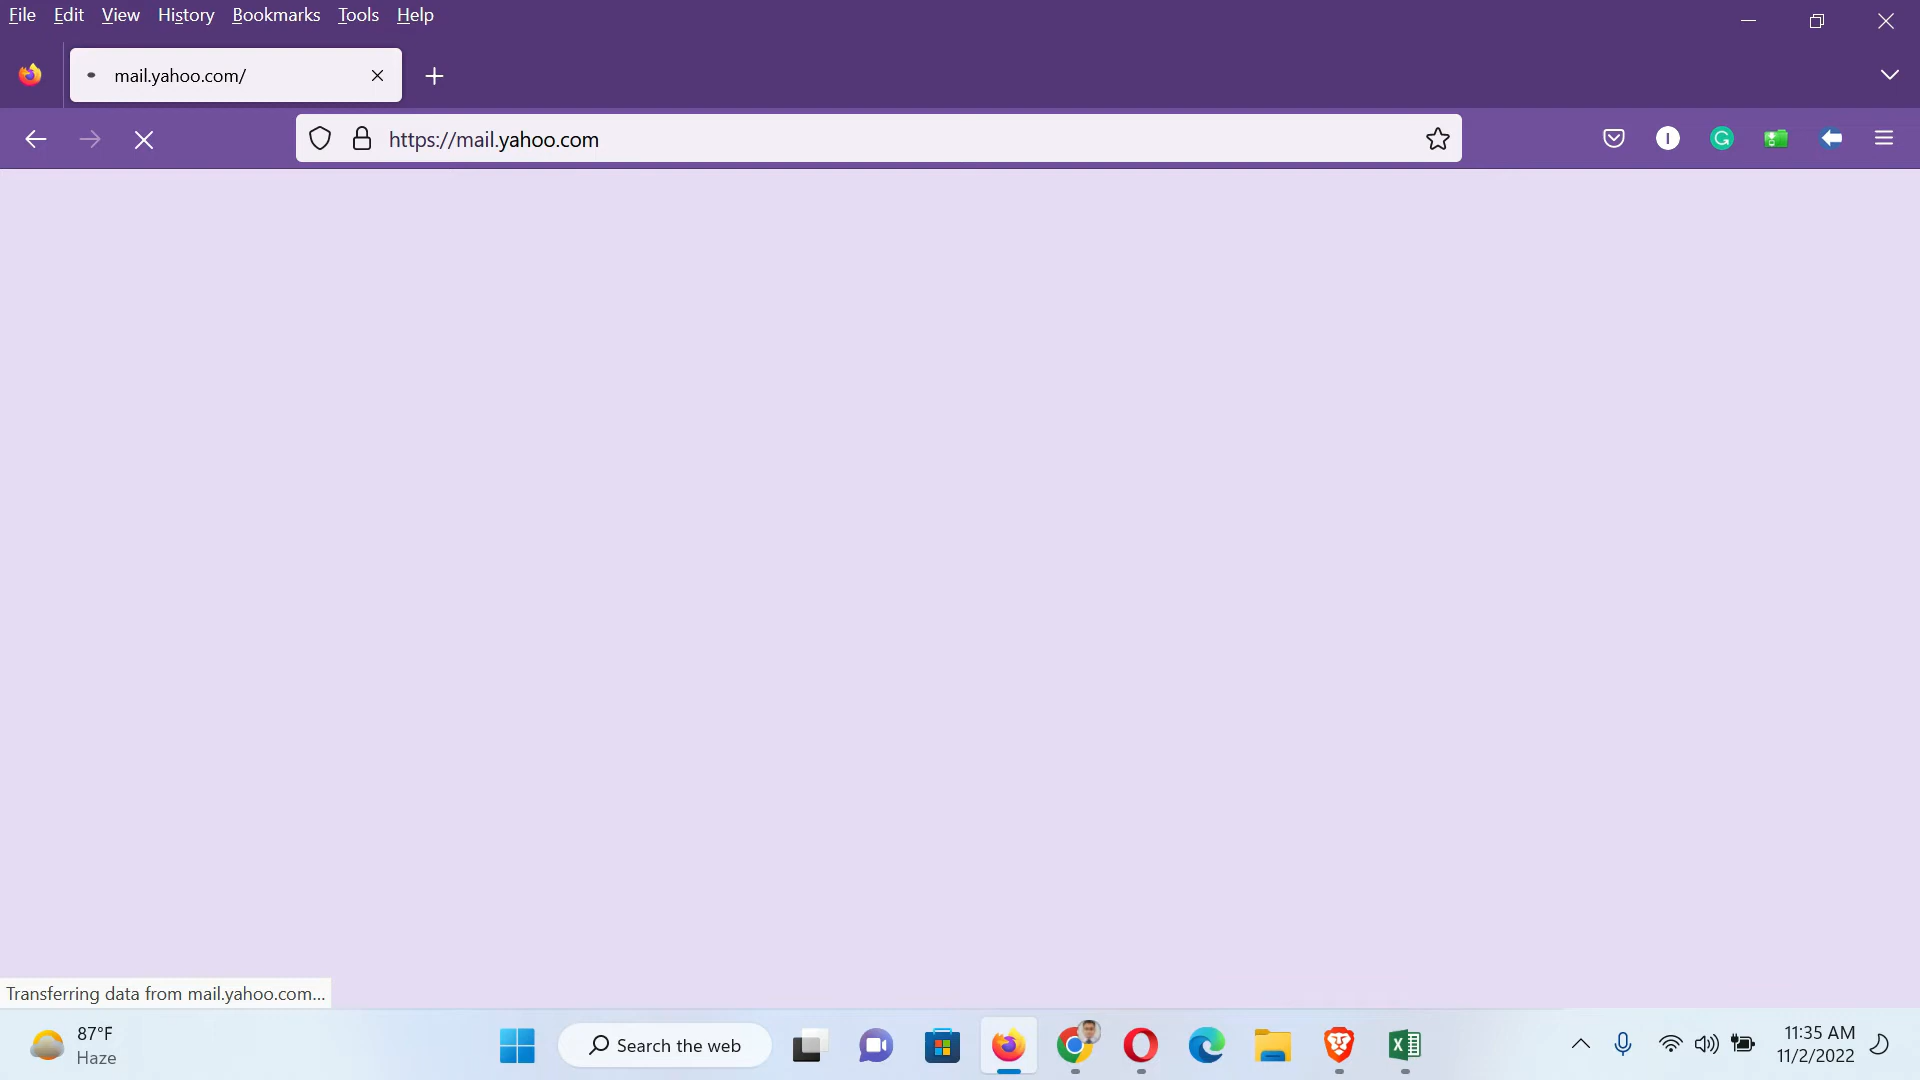 File Edit View History Bookmarks Tools Help
mail.yahoo.com/
https://mail.yahoo.com
Transferring data from mail.yahoo.com...
87°F
Haze
Search the web
11:35 AM
11/2/2022